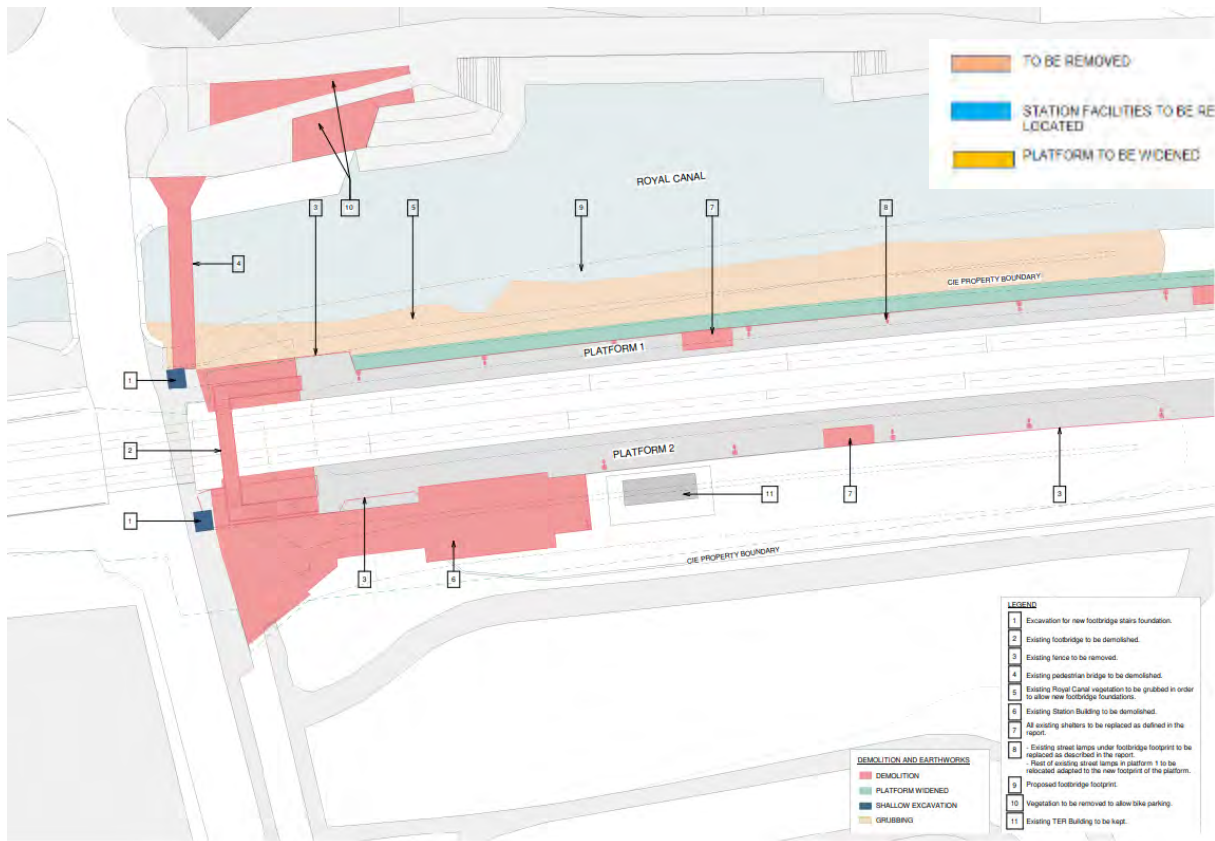 TO BE REMOVED
STATION FACILITIES TO BE RE
LOCATED
PLATFORM TO BE WIDENED
ROYAL CANAL
3
10
5
9
7
8
4
CIE PROPERTY BOUNDARY
PLATFORM 1
1
2
PLATFORM 2
11
7
3
1
CIE PROPERTY BOUNDARY
3
6
LEGEND
1 Excavation for new footbridge stairs foundation.
2 Existing footbridge to be demolished.
3 Existing fence to be removed.
4 Existing pedestrian bridge to be demolished.
5 Existing Royal Canal vegetation to be grubbed in order
to allow new footbridge foundations.
6 Existing Station Building to be demolished.
7 All existing shelters to be replaced as defined in the
report.
8 - Existing street lamps under footbridge footprint to be
replaced as described in the report.
- Rest of existing street lamps in platform 1 to be
relocated adapted to the new footprint of the platform.
9 Proposed footbridge footprint.
10 Vegetation to be removed to allow bike parking.
11 Existing TER Building to be kept.
DEMOLITION AND EARTHWORKS
DEMOLITION
PLATFORM WIDENED
SHALLOW EXCAVATION
GRUBBING